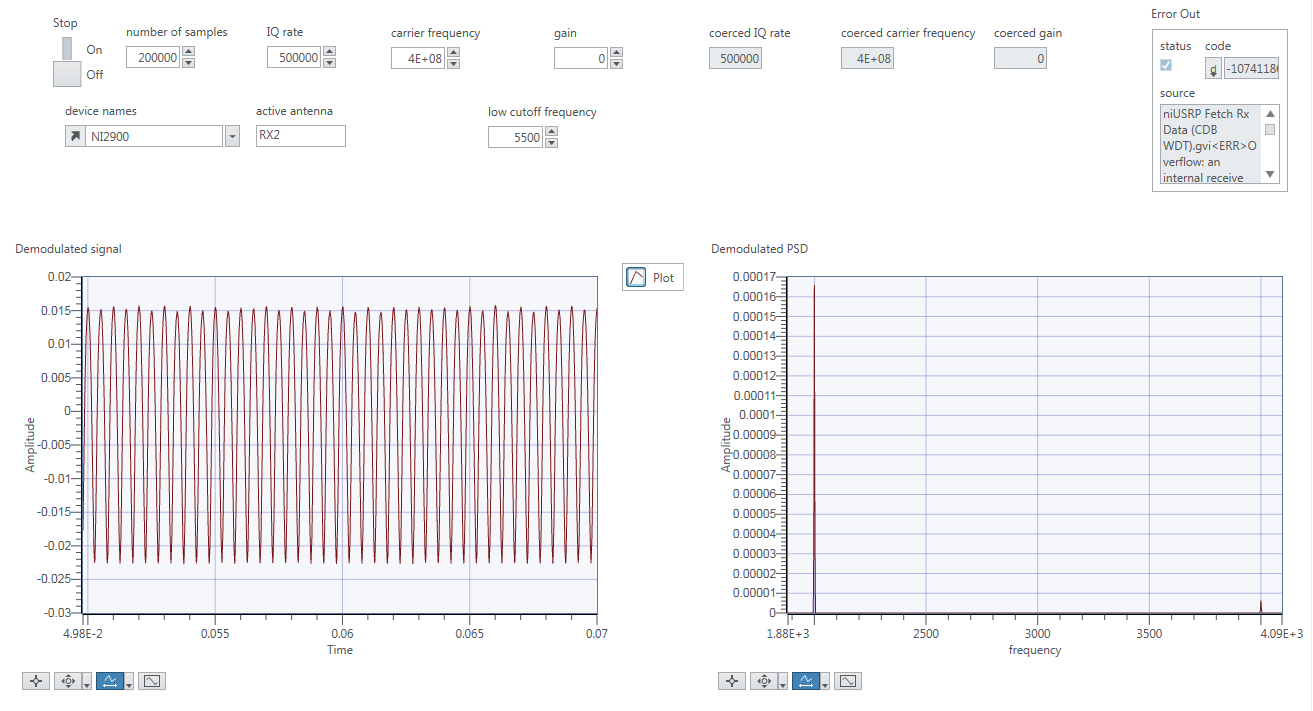 Stop
On
Off
number of samples
200000
IQ rate
500000
carrier frequency
4E+08
gain
0
coerced IQ rate
500000
coerced carrier frequency
4E+08
coerced gain
0
Error Out
status
code
d
-10741180
source
niUSRP Fetch Rx
Data (CDB
WDT).gvi<ERR>O
verflow: an
internal receive
device names
NI2900
active antenna
RX2
low cutoff frequency
5500
Demodulated signal
Plot
0.02
0.015
0.01
0.005
0
-0.005
-0.01
-0.015
-0.02
-0.025
-0.03
Amplitude
4.98E-2
0.055
0.06
0.065
0.07
Time
Demodulated PSD
0.00017
0.00016
0.00015
0.00014
0.00013
0.00012
0.00011
0.0001
0.00009
0.00008
0.00007
0.00006
0.00005
0.00004
0.00003
0.00002
0.00001
0
Amplitude
1.88E+3
2500
3000
3500
4.09E+3
frequency